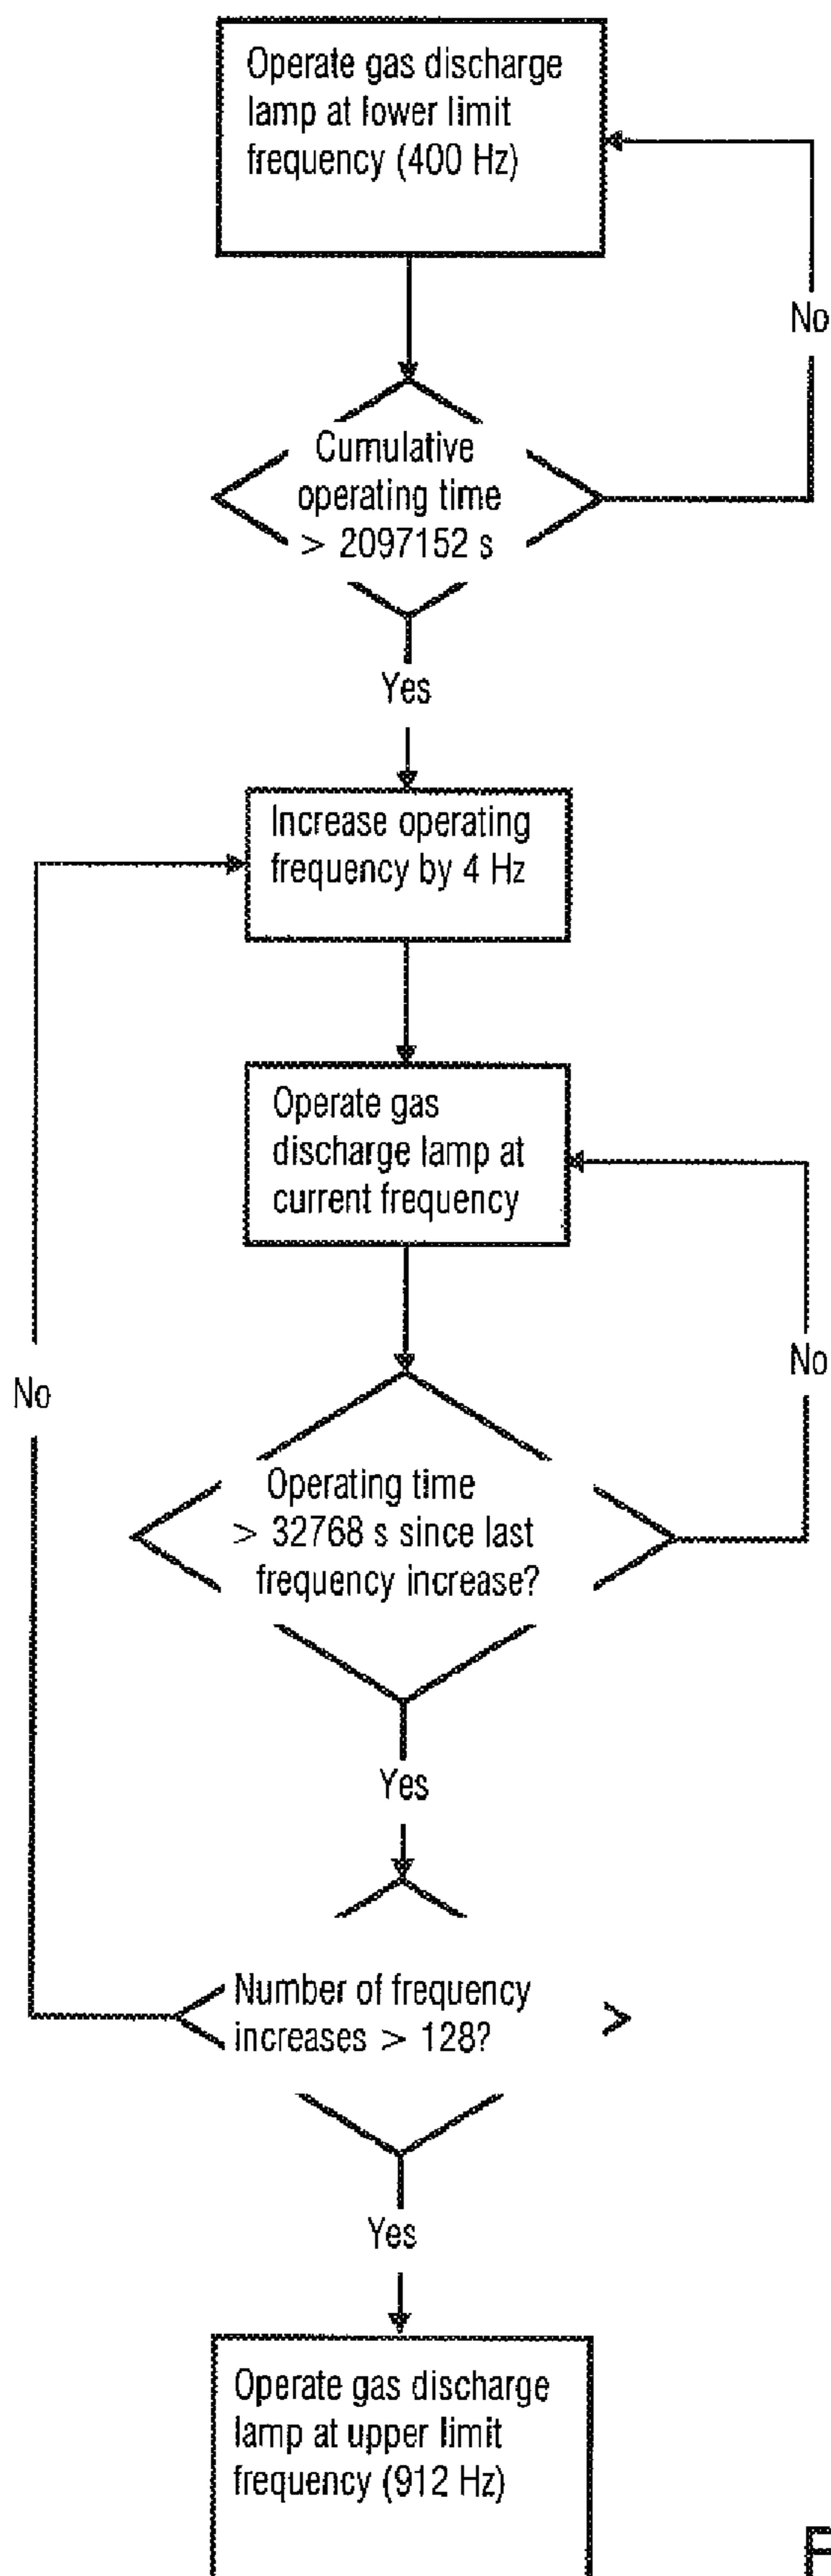 Operate gas discharge
lamp at lower limit
frequency (400 Hz)
No
Cumulative
operating time
> 2097152 s
Yes
Increase operating
frequency by 4 Hz
Operate gas
discharge lamp at
current frequency
No
No
Operating time
> 32768 s since last
frequency increase?
Yes
Number of frequency
increases > 128?
Yes
Operate gas discharge
lamp at upper limit
frequency (912 Hz)